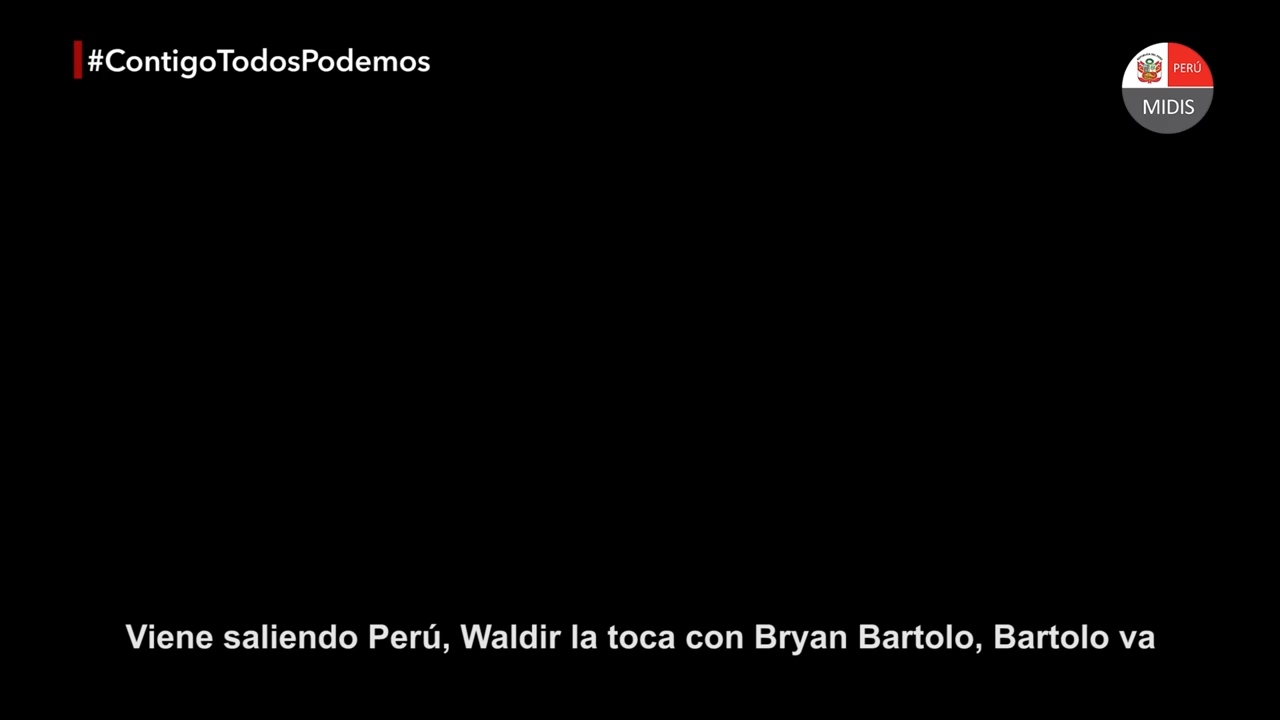 #ContigoTodosPodemos
PERÚ
MIDIS
Viene saliendo Perú, Waldir la toca con Bryan Bartolo, Bartolo va